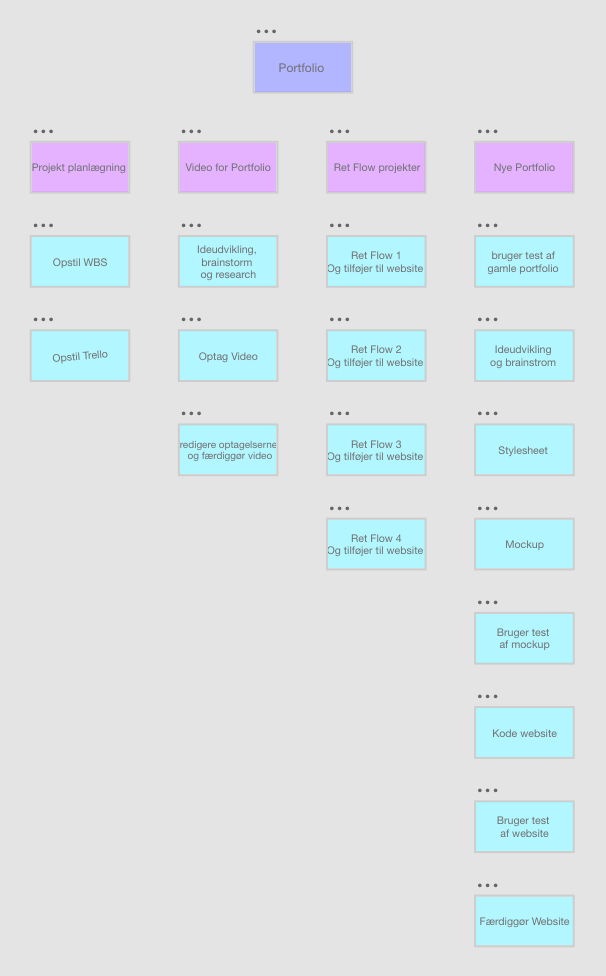 Portfolio
Projekt planlægning
Video for Portfolio
Ret Flow projekter
Nye Portfolio
Opstil WBS
Ideudvikling,
brainstorm
og research
Ret Flow 1
Og tilføjer til website
bruger test af
gamle portfolio
Opstil Trello
Optag Video
Ret Flow 2
Og tilføjer til website
Ideudvikling
og brainstrom
redigere optagelserne
og færdiggør video
Ret Flow 3
Og tilføjer til website
Stylesheet
Ret Flow 4
Og tilføjer til website
Mockup
Bruger test
af mockup
Kode website
Bruger test
af website
Færdiggør Website